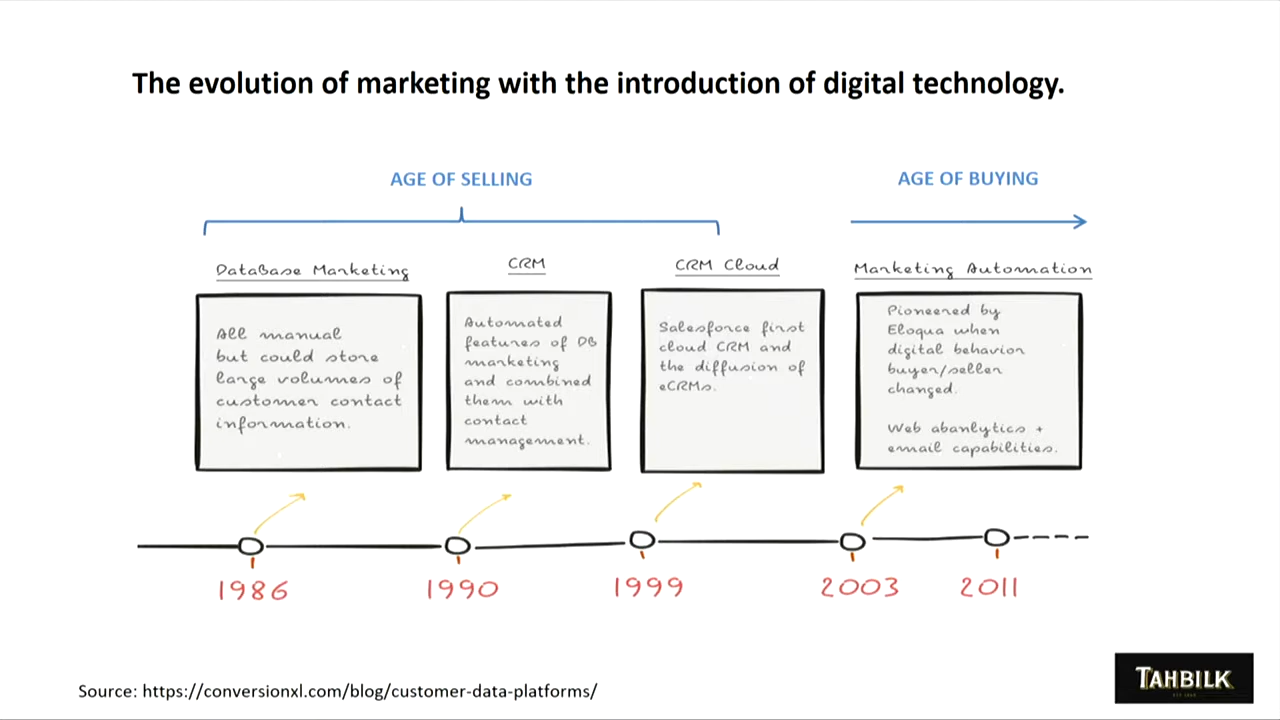 The evolution of marketing with the introduction of digital technology.
AGE OF SELLING
AGE OF BUYING
Database Marketing
CRM
CRM Cloud
Marketing Automation
All manual
but could store
large volumes of
customer contact
information.
Automated
features of DB
marketing
and combined
them with
contact
management.
Salesforce first
cloud CRM and
the diffusion of
eCRMs.
Pioneered by
Eloqua when
digital behavior
buyer/seller
changed.
Web abanlytics +
email capabilities.
1986
1990
1999
2003
2011
Source: https://conversionxl.com/blog/customer-data-platforms/
TAHBILK